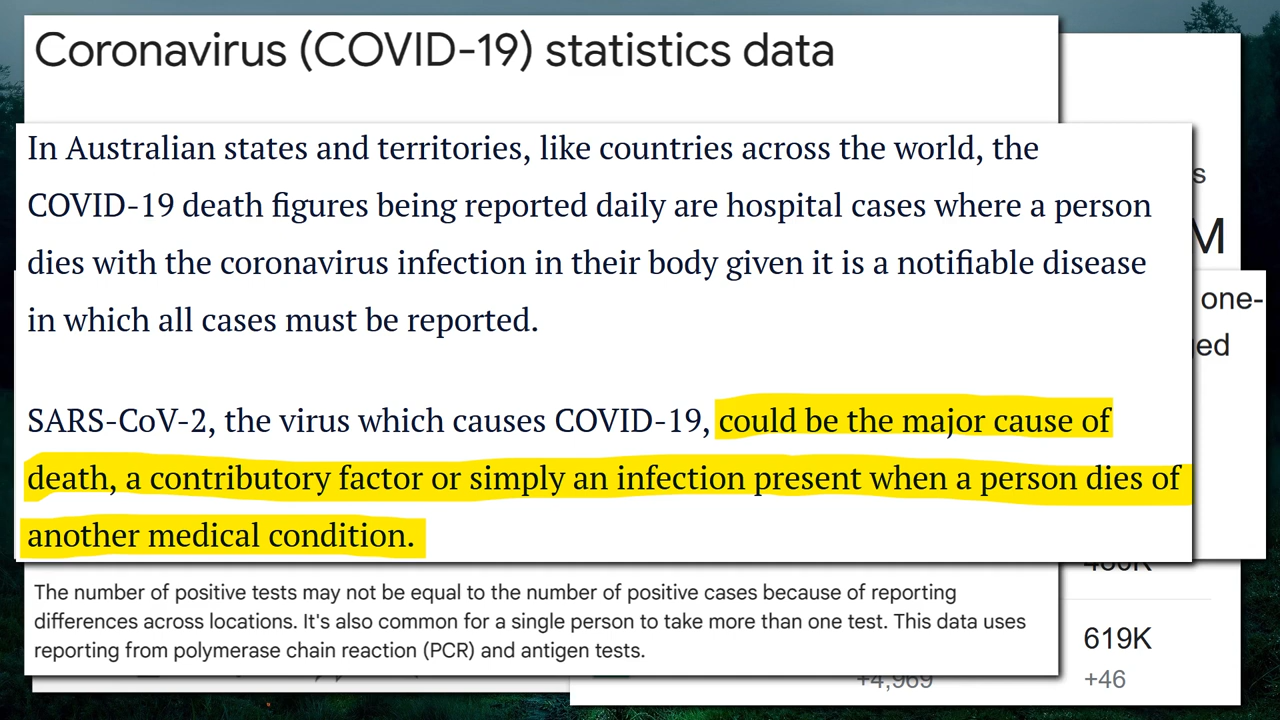 Coronavirus (COVID-19) statistics data
In Australian states and territories, like countries across the world, the
COVID-19 death figures being reported daily are hospital cases where a person
dies with the coronavirus infection in their body given it is a notifiable disease
in which all cases must be reported.
SARS-CoV-2, the virus which causes COVID-19, could be the major cause of
death, a contributory factor or simply an infection present when a person dies of
another medical condition.
The number of positive tests may not be equal to the number of positive cases because of reporting
differences across locations. It's also common for a single person to take more than one test. This data uses
reporting from polymerase chain reaction (PCR) and antigen tests.
s
M
one-
ed
619K
+4,969
+46